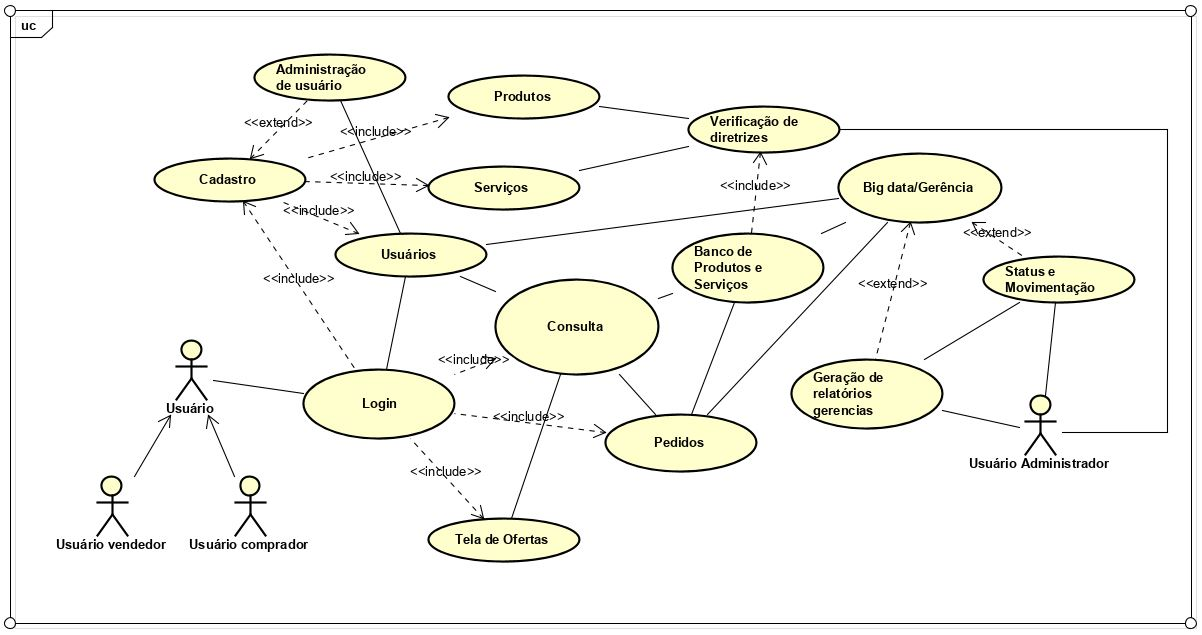 uc
Administração
de usuário
Produtos
Verificação de
diretrizes
<<extend>>
<<include>>
Cadastro
<<include>>
Serviços
<<include>>
Big data/Gerência
<<include>>
<<extend>>
Usuários
Banco de
Produtos e
Serviços
<<include>>
<<extend>>
Status e
Movimentação
Consulta
<<include>>
Geração de
relatórios
gerencias
Usuário
Login
<<include>>
Pedidos
Usuário Administrador
<<include>>
Tela de Ofertas
Usuário vendedor
Usuário comprador